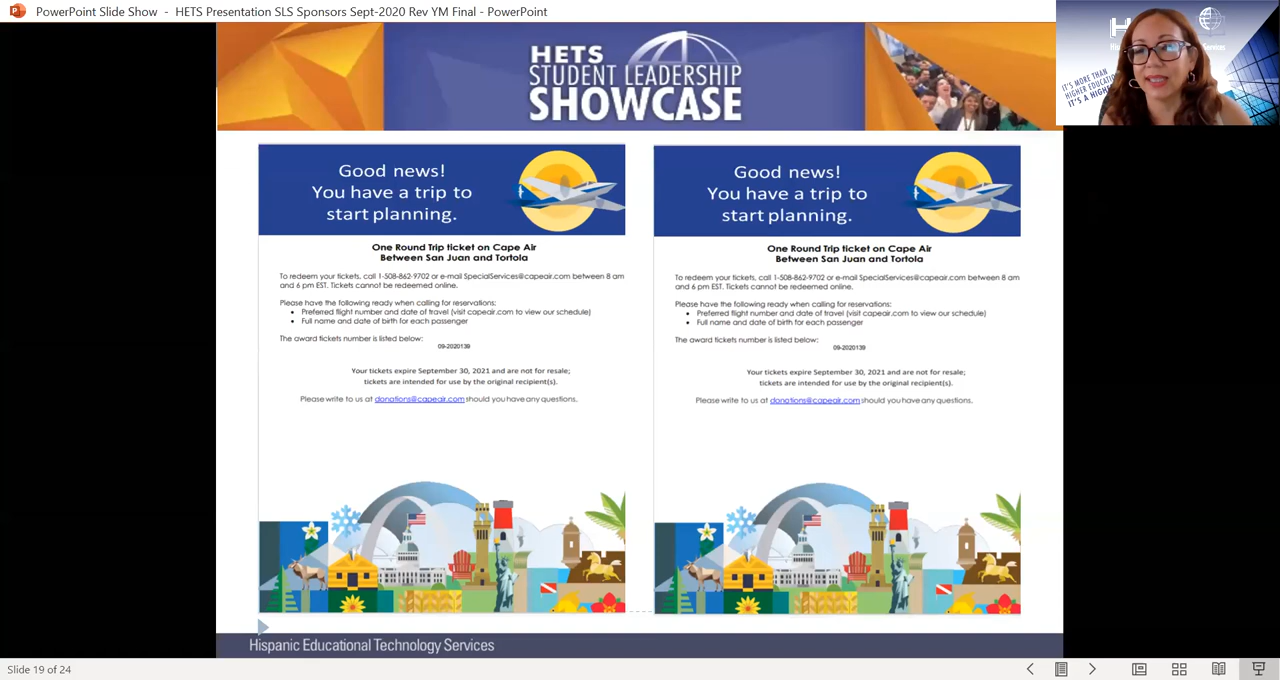 PowerPoint Slide Show - HETS Presentation SLS Sponsors Sept-2020 Rev YM Final - PowerPoint
HETS
STUDENT LEADERSHIP
SHOWCASE
IT'S MORE THAN
Good news!
You have a trip to
start planning.
One Round Trip ticket on Cape Air
Between San Juan and Tortola
To redeem your tickets, call 1-508-862-9702 or e-mail SpecialServices@capeair.com between 8 am
and 6 pm EST. Tickets cannot be redeemed online.
Please have the following ready when calling for reservations:
• Preferred flight number and date of travel (visit capeair.com to view our schedule)
• Full name and date of birth for each passenger
The award tickets number is listed below:
09-2020139
Your tickets expire September 30, 2021 and are not for resale;
tickets are intended for use by the original recipient(s).
Please write to us at donations@capeair.com should you have any questions.
Good news!
You have a trip to
start planning.
One Round Trip ticket on Cape Air
Between San Juan and Tortola
To redeem your tickets, call 1-508-862-9702 or e-mail SpecialServices@capeair.com between 8 am
and 6 pm EST. Tickets cannot be redeemed online.
Please have the following ready when calling for reservations:
• Preferred flight number and date of travel (visit capeair.com to view our schedule)
• Full name and date of birth for each passenger
The award tickets number is listed below:
09-2020139
Your tickets expire September 30, 2021 and are not for resale;
tickets are intended for use by the original recipient(s).
Please write to us at donations@capeair.com should you have any questions.
Hispanic Educational Technology Services
Slide 19 of 24